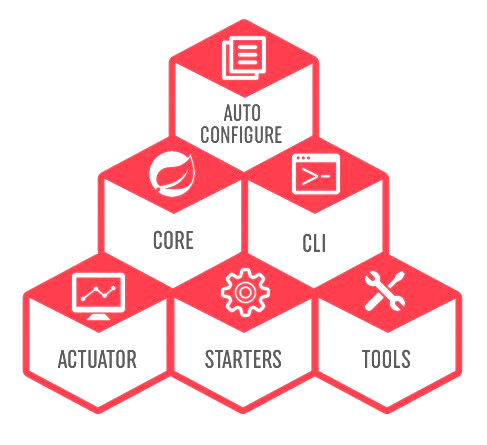 AUTO
CONFIGURE
CORE
CLI
ACTUATOR
STARTERS
TOOLS